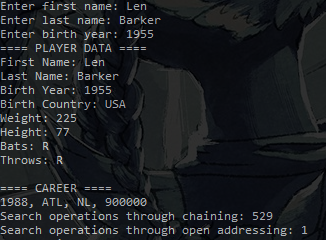 Enter first name: Len
Enter last name: Barker
Enter birth year: 1955
==== PLAYER DATA ====
First Name: Len
Last Name: Barker
Birth Year: 1955
Birth Country: USA
Weight: 225
Height: 77
Bats: R
Throws: R
==== CAREER ====
1988, ATL, NL, 900000
Search operations through chaining: 529
Search operations through open addressing: 1